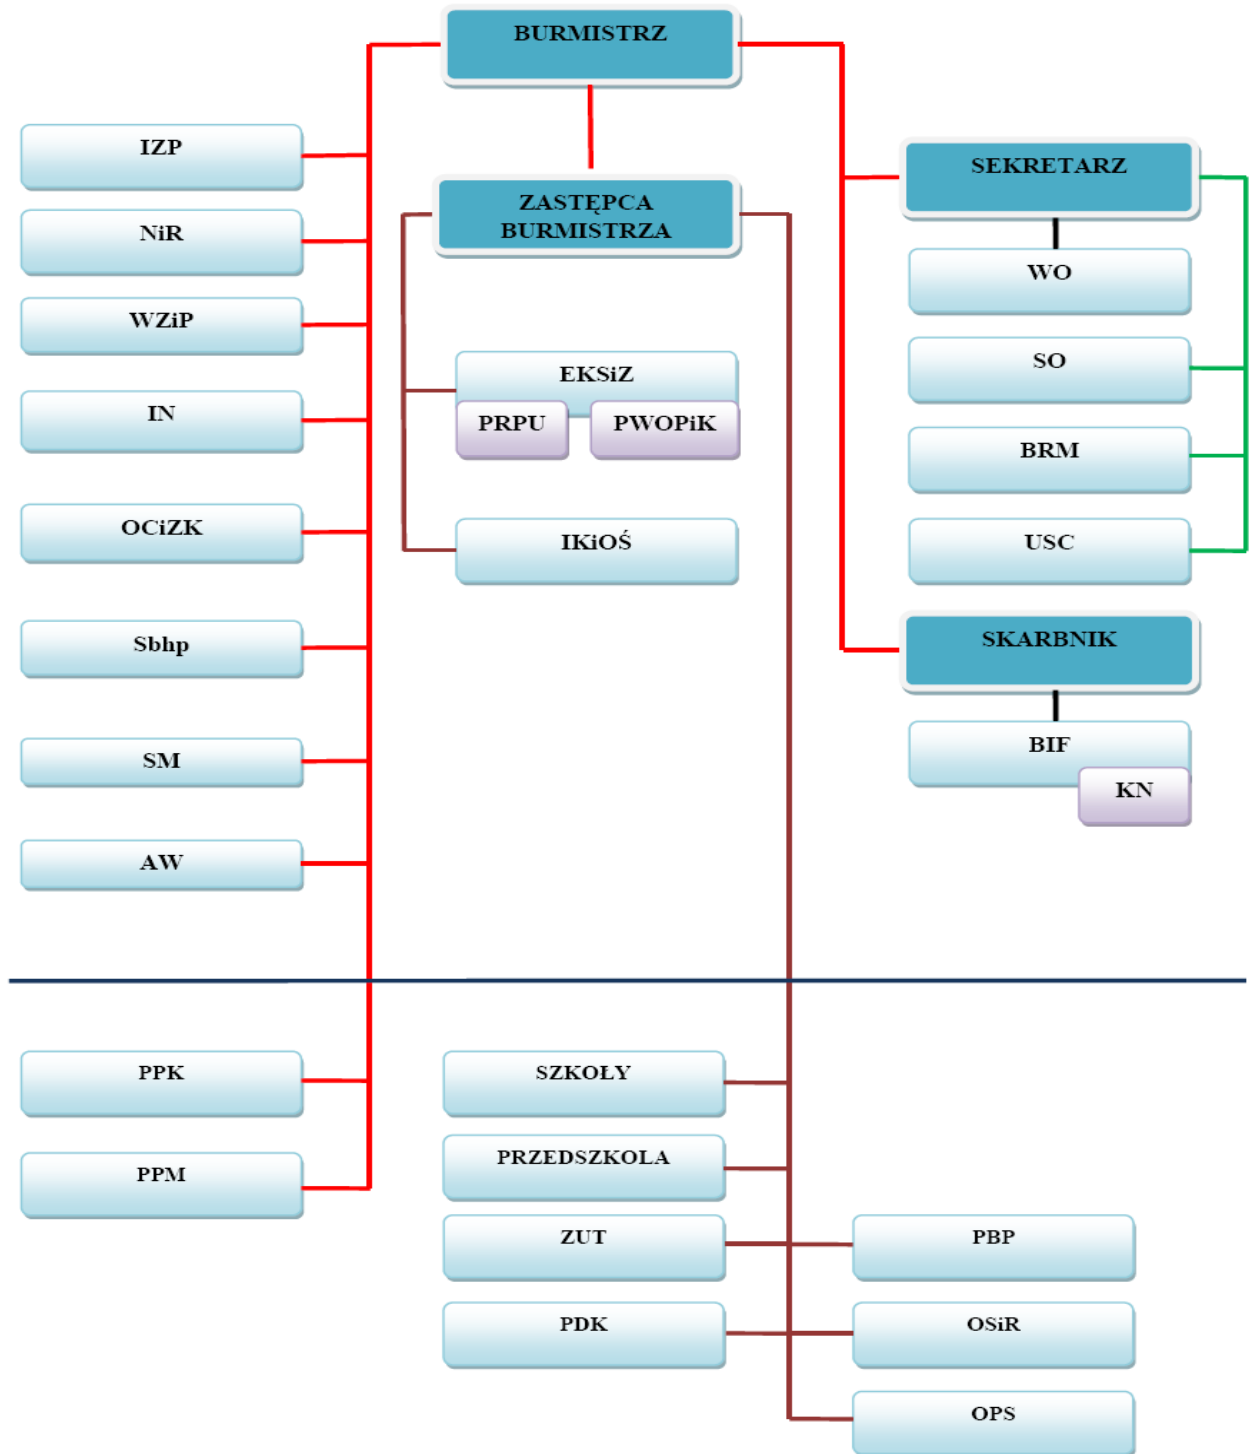 BURMISTRZ
IZP
NiR
WZiP
IN
OCiZK
Sbhp
SM
AW
ZASTĘPCA
BURMISTRZA
EKSiZ
PRPU
PWOPiK
IKiOŚ
SEKRETARZ
WO
SO
BRM
USC
SKARBNIK
BIF
KN
PPK
PPM
SZKOŁY
PRZEDSZKOLA
ZUT
PDK
PBP
OSiR
OPS